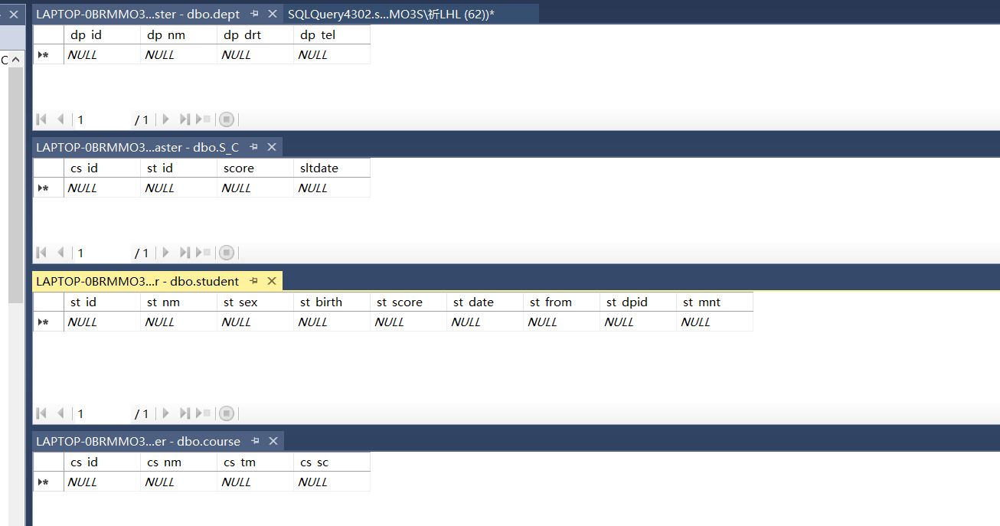 LAPTOP-0BRMMO3...ster - dbo.dept SQLQuery4302.s...MO3S\祈LHL (62))*
dp id dp nm dp drt dp tel
NULL NULL NULL NULL
1 / 1
LAPTOP-0BRMMO3...aster - dbo.S_C
cs id st id score sltdate
NULL NULL NULL NULL
1 / 1
LAPTOP-0BRMMO3...r - dbo.student
st id st nm st sex st birth st score st date st from st dpid st mnt
NULL NULL NULL NULL NULL NULL NULL NULL NULL
1 / 1
LAPTOP-0BRMMO3...er - dbo.course
cs id cs nm cs tm cs sc
NULL NULL NULL NULL